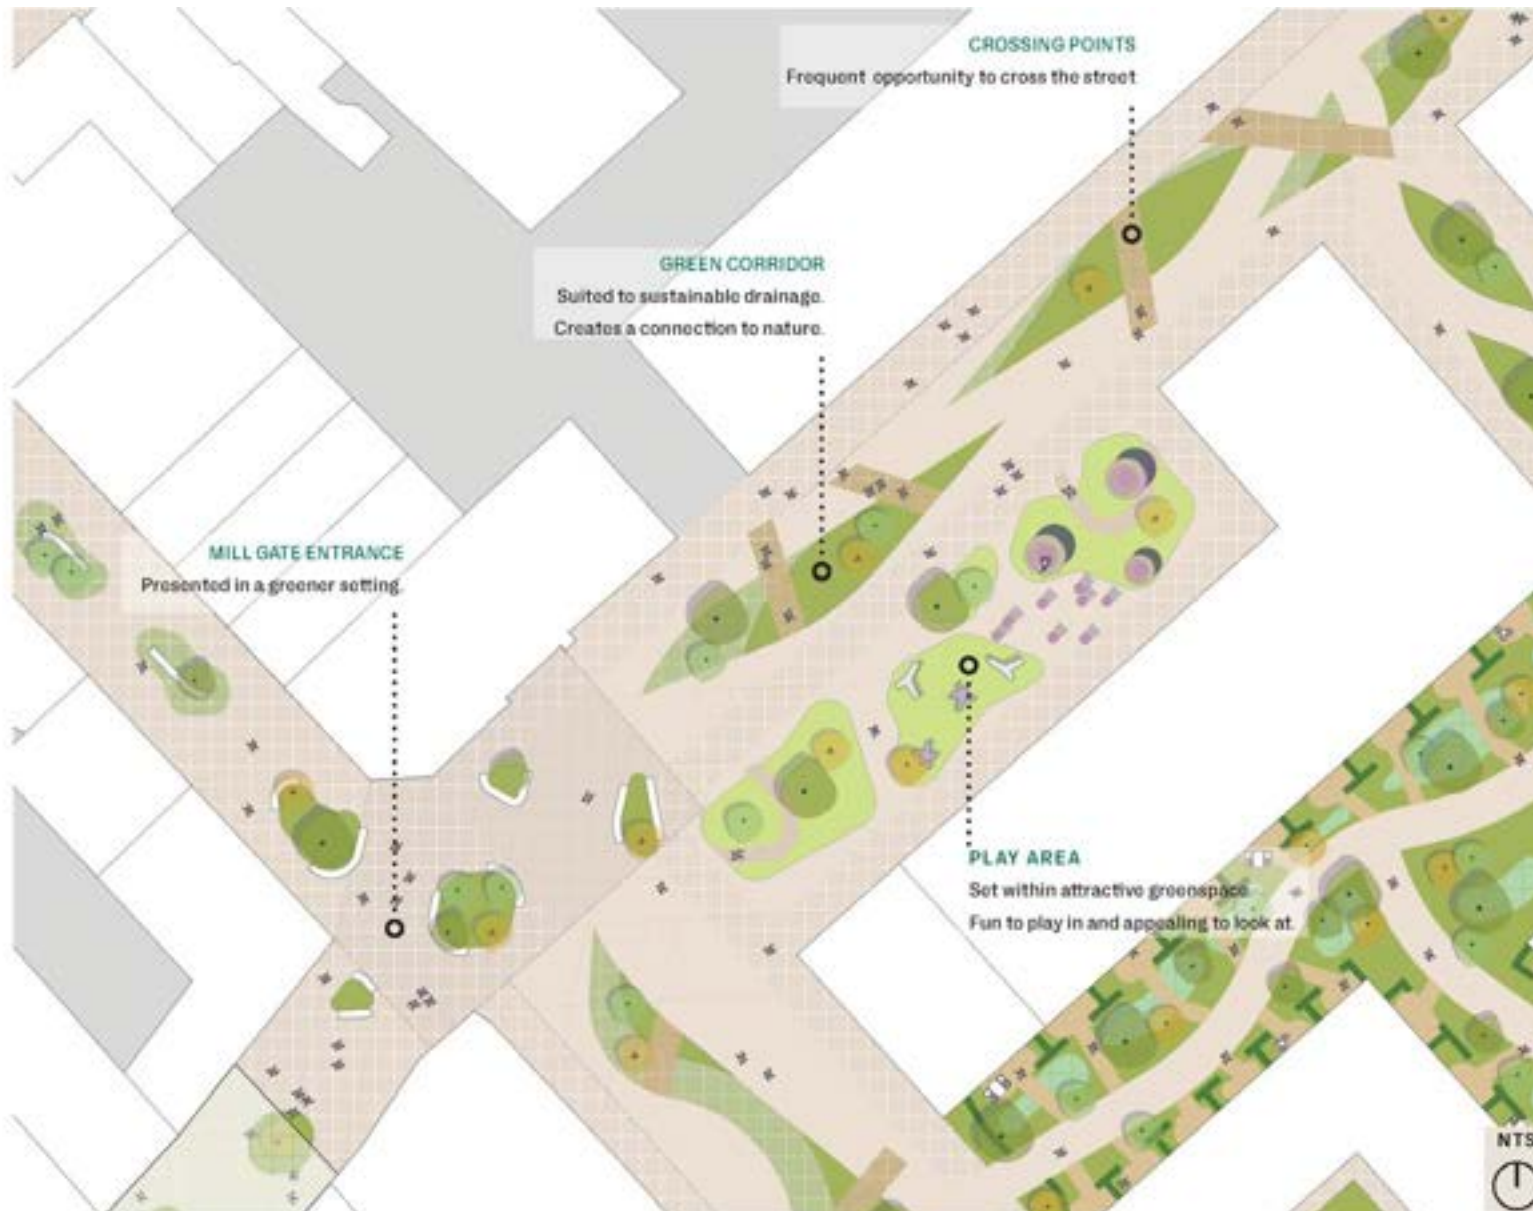 CROSSING POINTS
Frequent opportunity to cross the street
GREEN CORRIDOR
Suited to sustainable drainage.
Creates a connection to nature.
MILL GATE ENTRANCE
Presented in a greener setting.
PLAY AREA
Set within attractive greenspace
Fun to play in and appealing to look at.
NTS